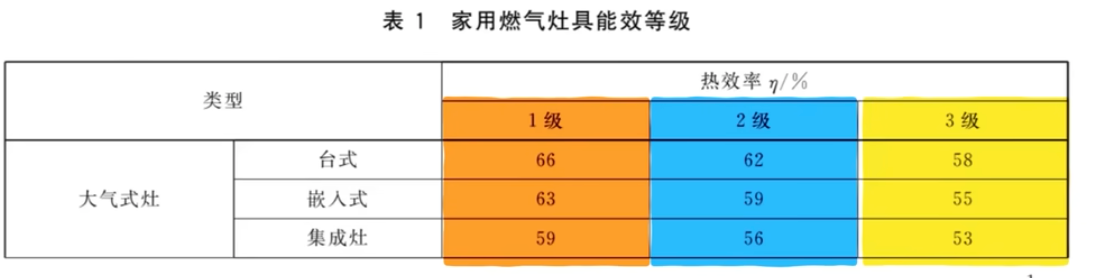 表 1 家用燃气灶具能效等级
类型 热效率 η/%
1级 2级 3级
大气式灶 台式 66 62 58
嵌入式 63 59 55
集成灶 59 56 53